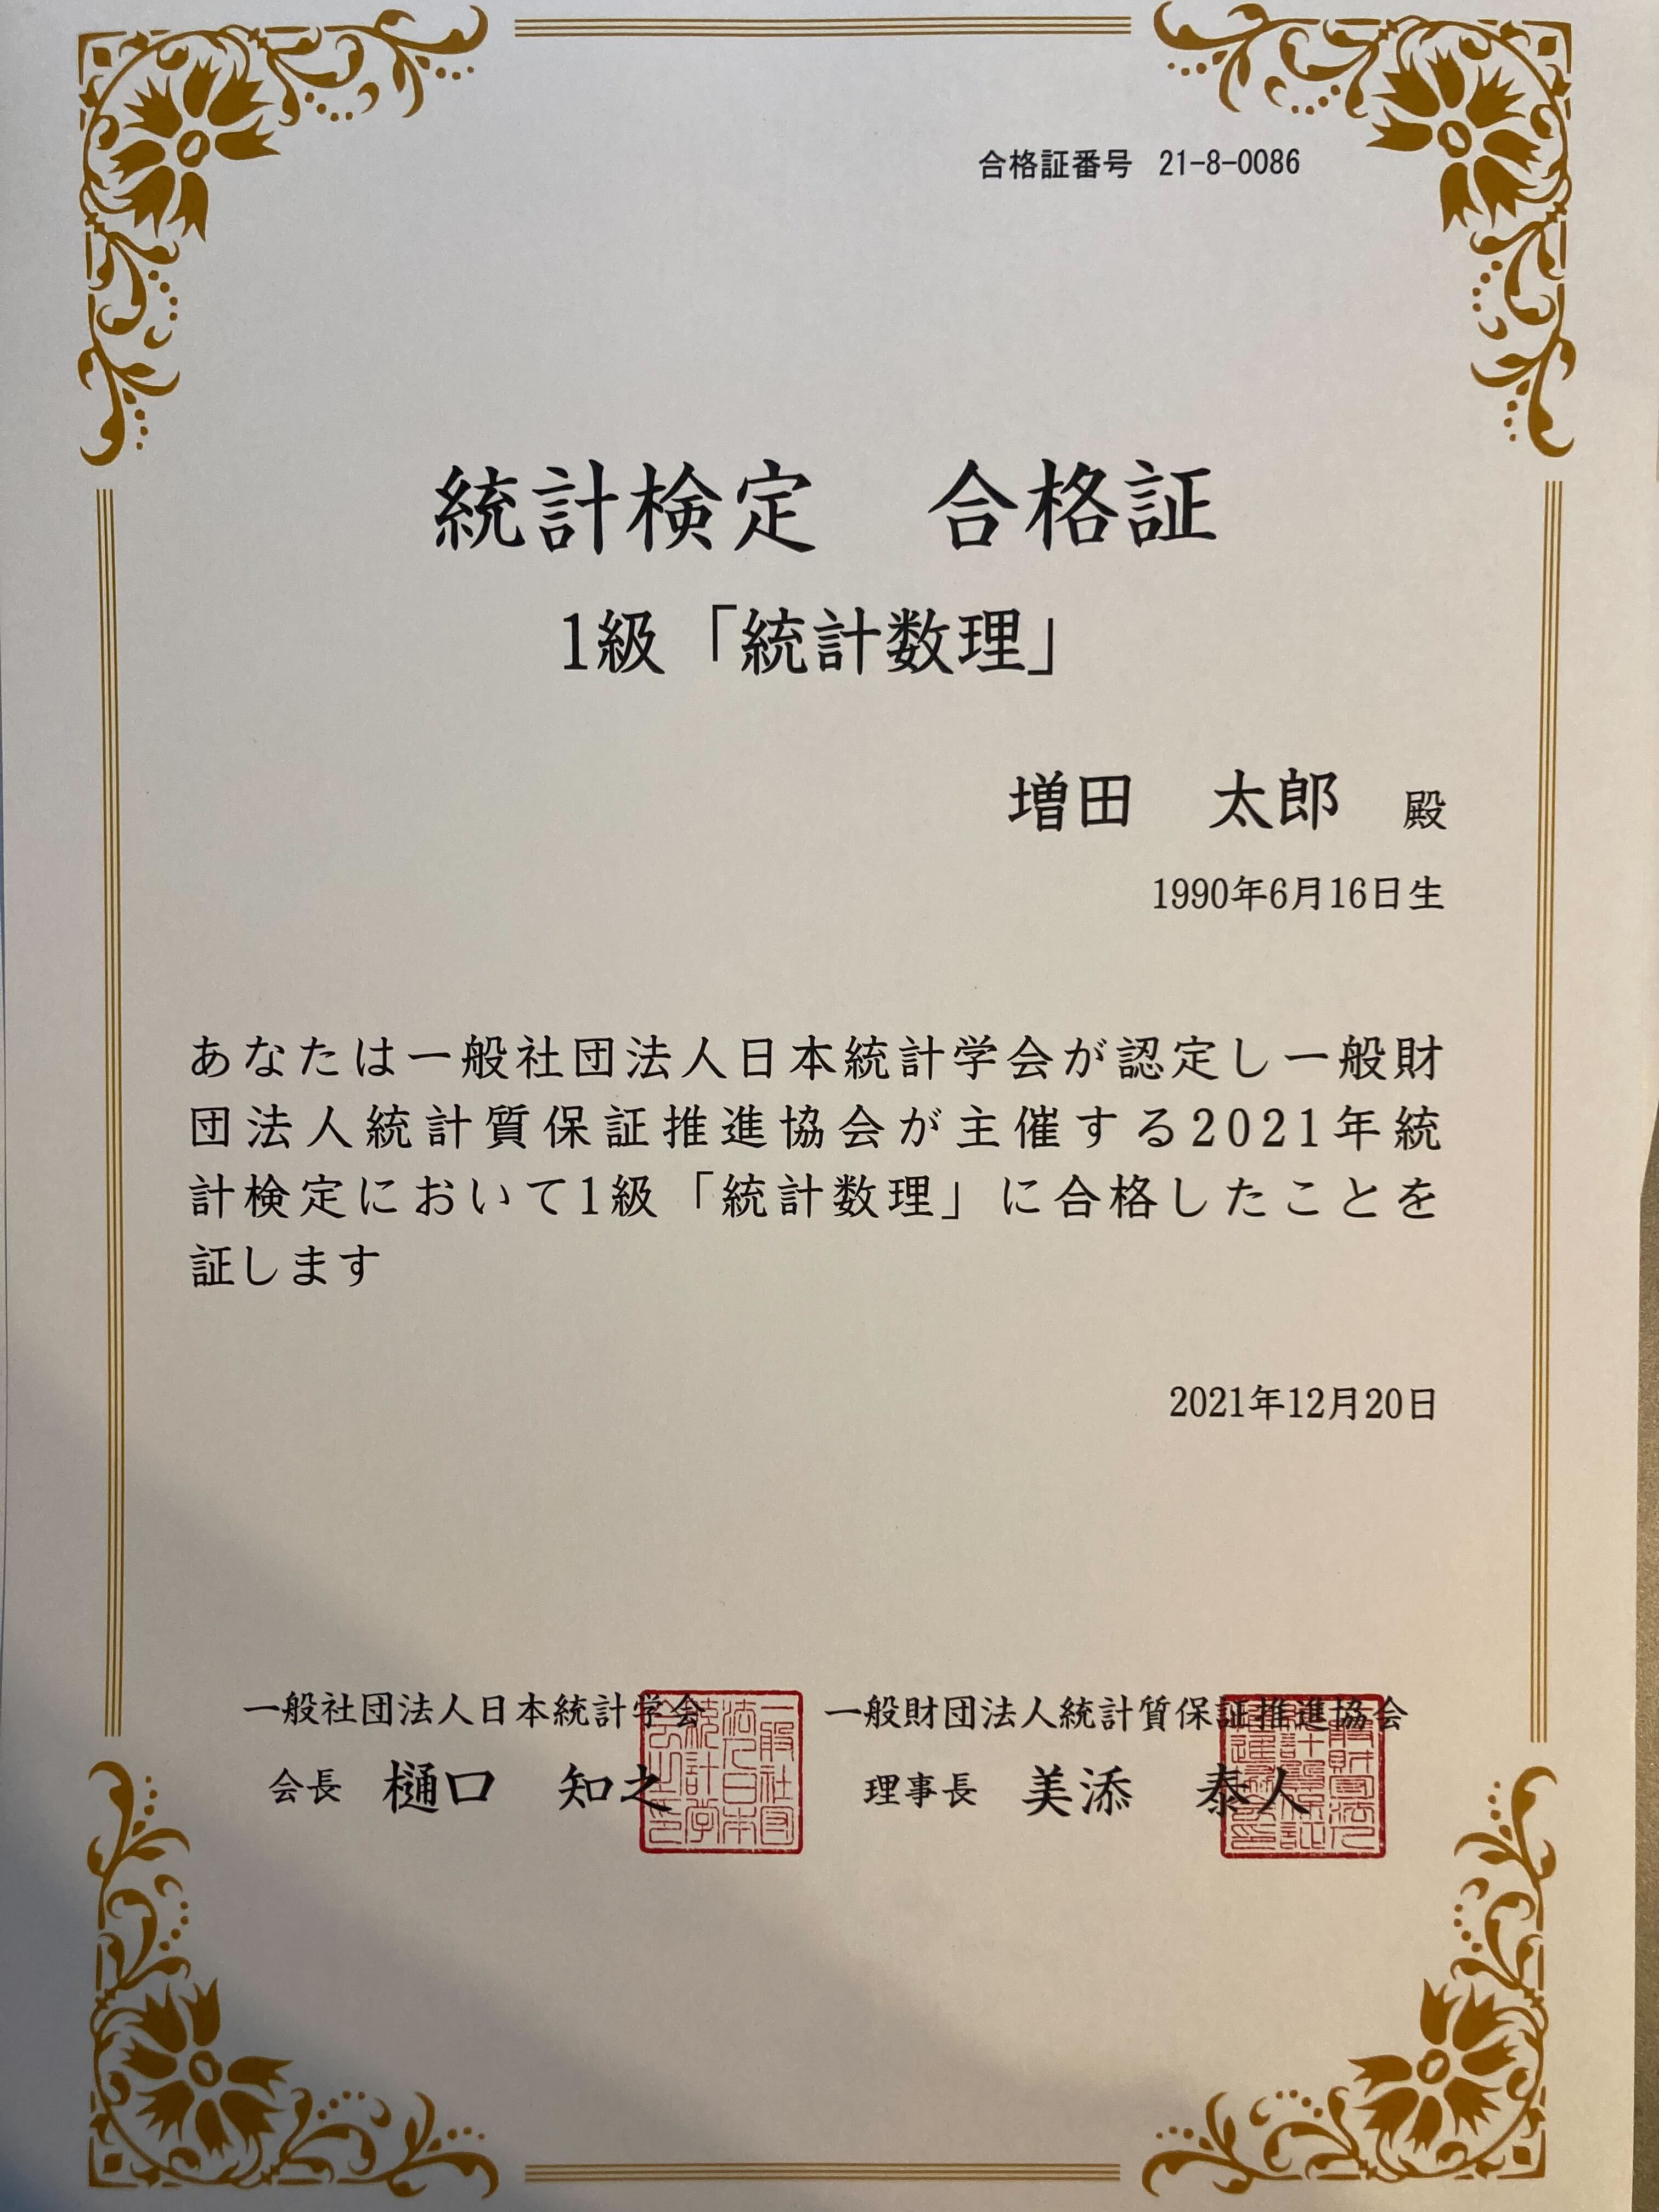 合格証番号 21-8-0086
統計検定 合格証
1級「統計数理」
増田 太郎 殿
1990年6月16日生
あなたは一般社団法人日本統計学会が認定し一般財
団法人統計質保証推進協会が主催する2021年統
計検定において1級「統計数理」に合格したことを
証します
2021年12月20日
一般社団法人日本統計学会
会長 樋口 知之
一般財団法人統計質保証推進協会
理事長 美添 泰人